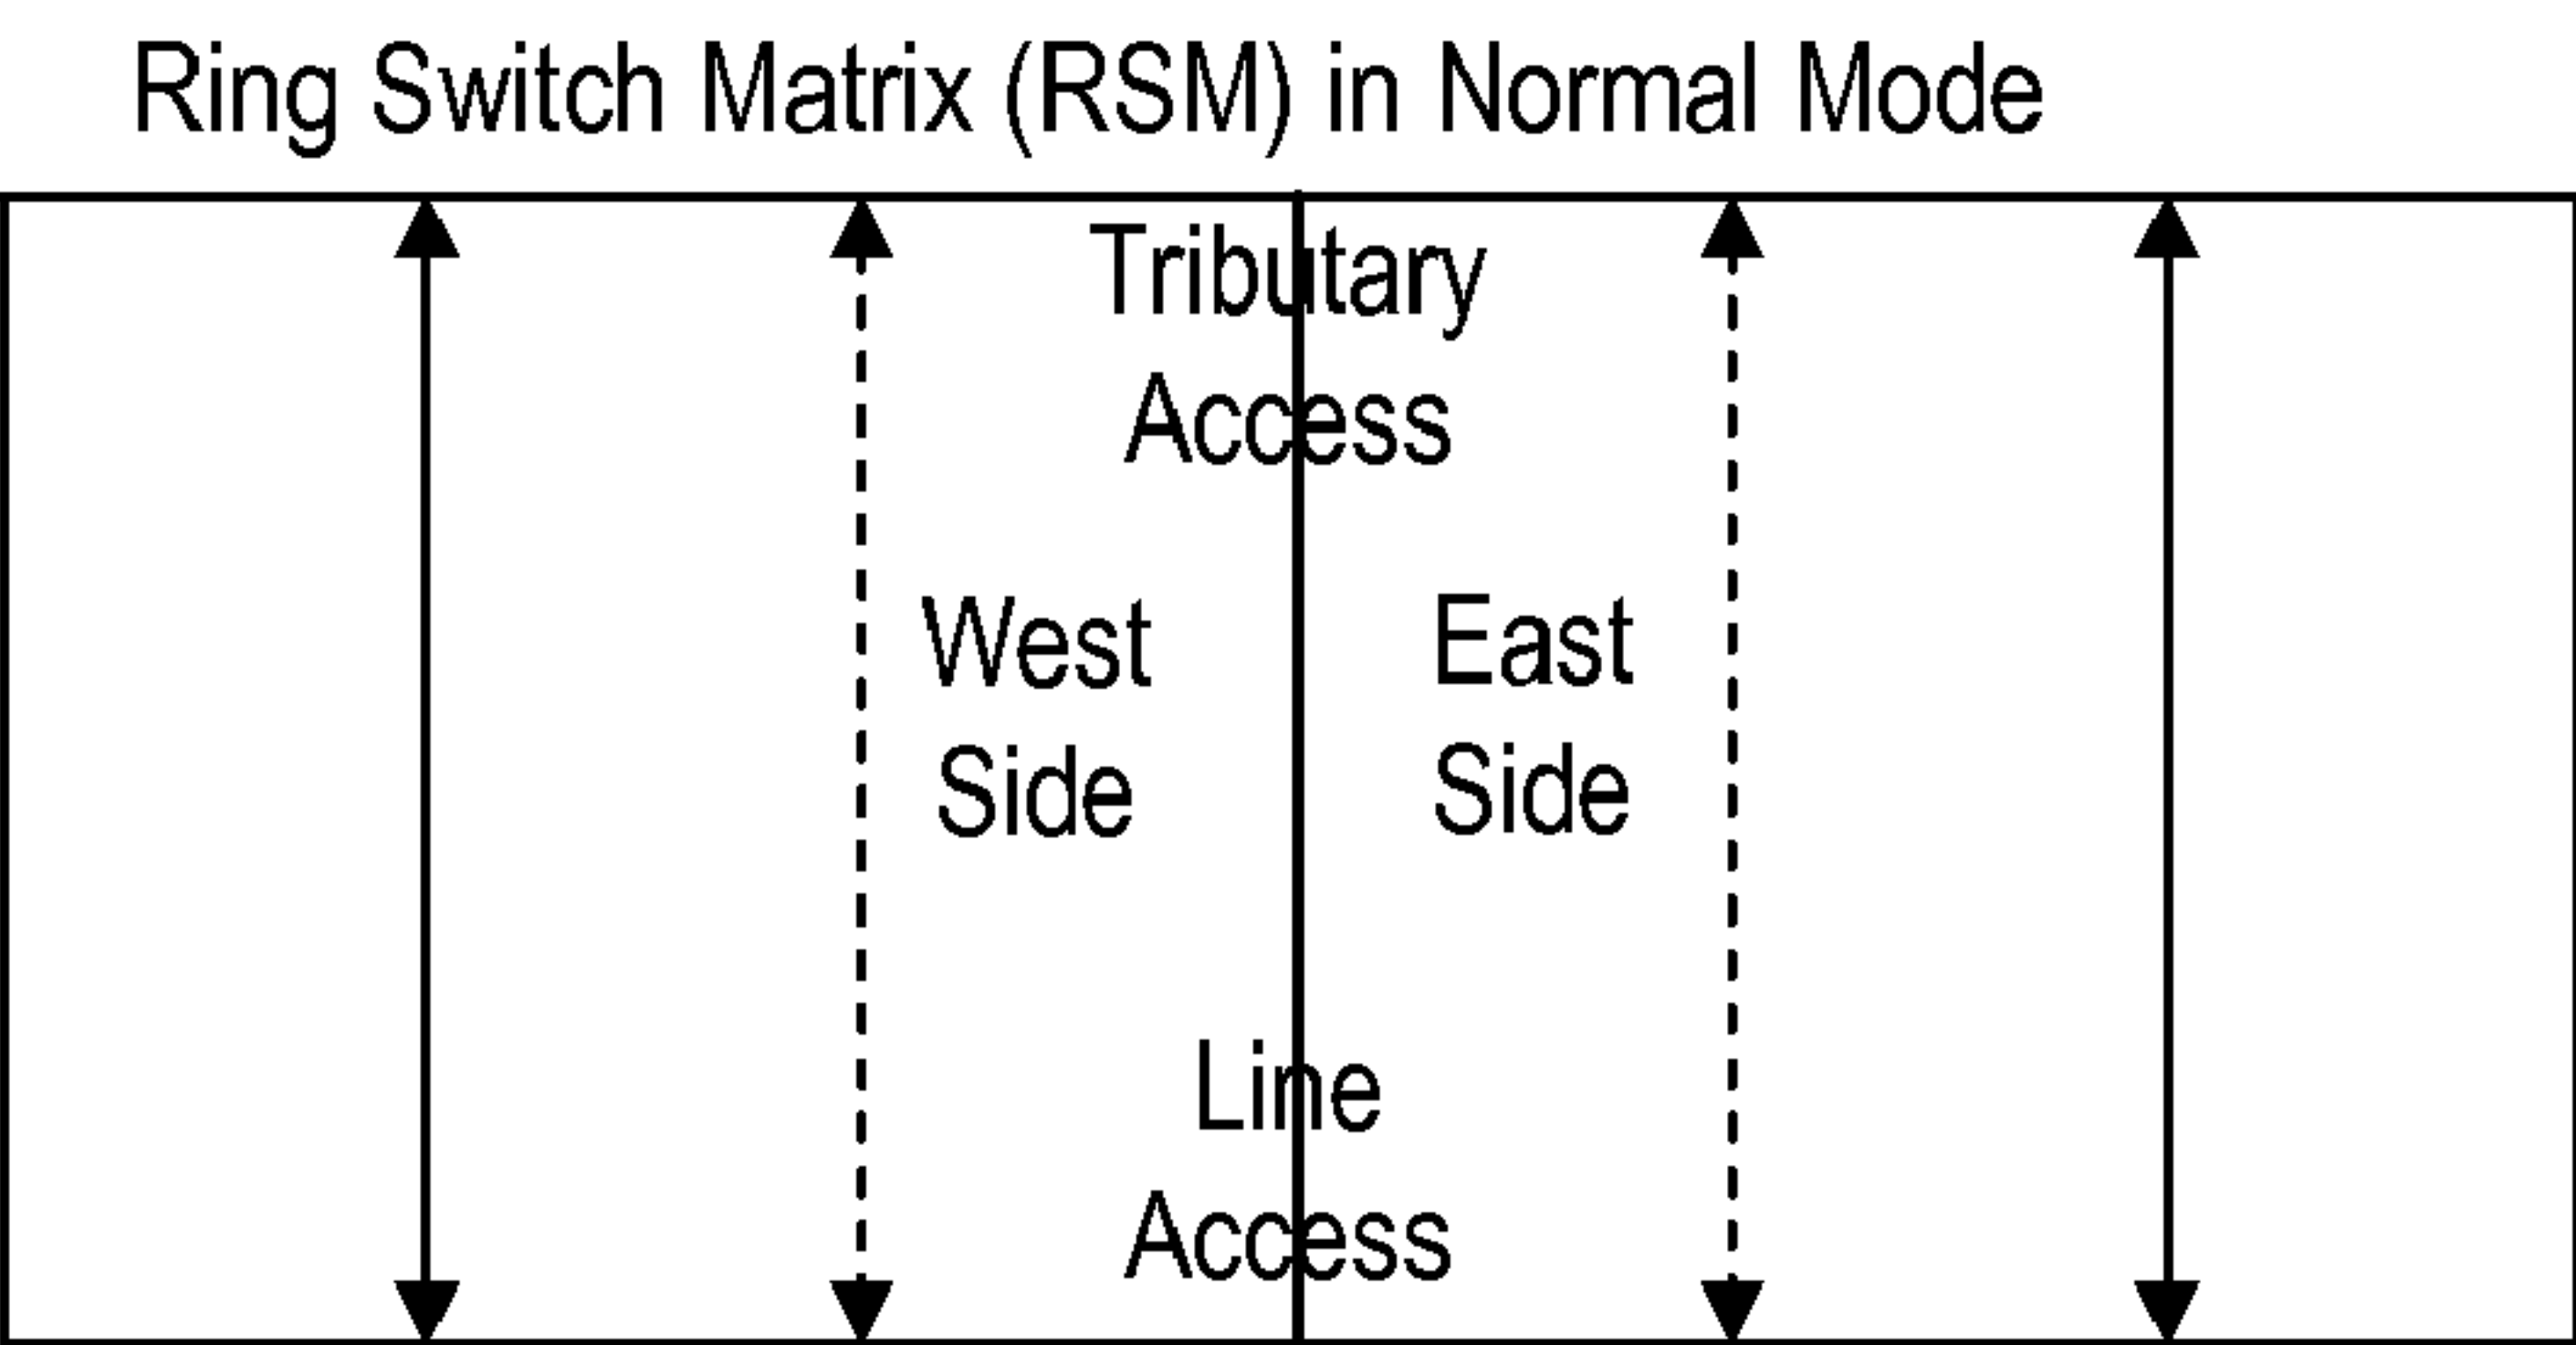 Ring Switch Matrix (RSM) in Normal Mode
Tributary
Access
West
Side
East
Side
Line
Access